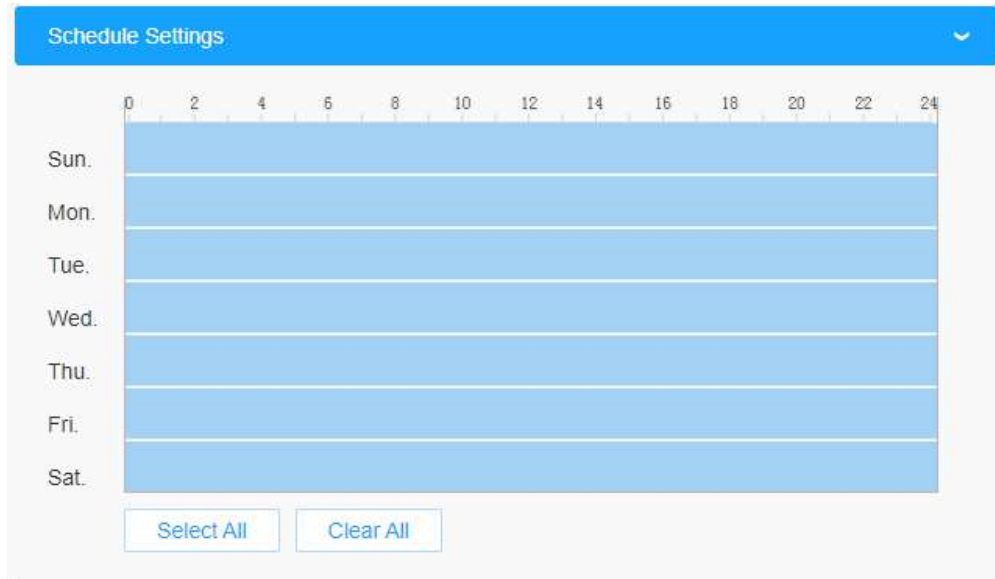 Schedule Settings
0 2 4 6 8 10 12 14 16 18 20 22 24
Sun.
Mon.
Tue.
Wed.
Thu.
Fri.
Sat.
Select All Clear All